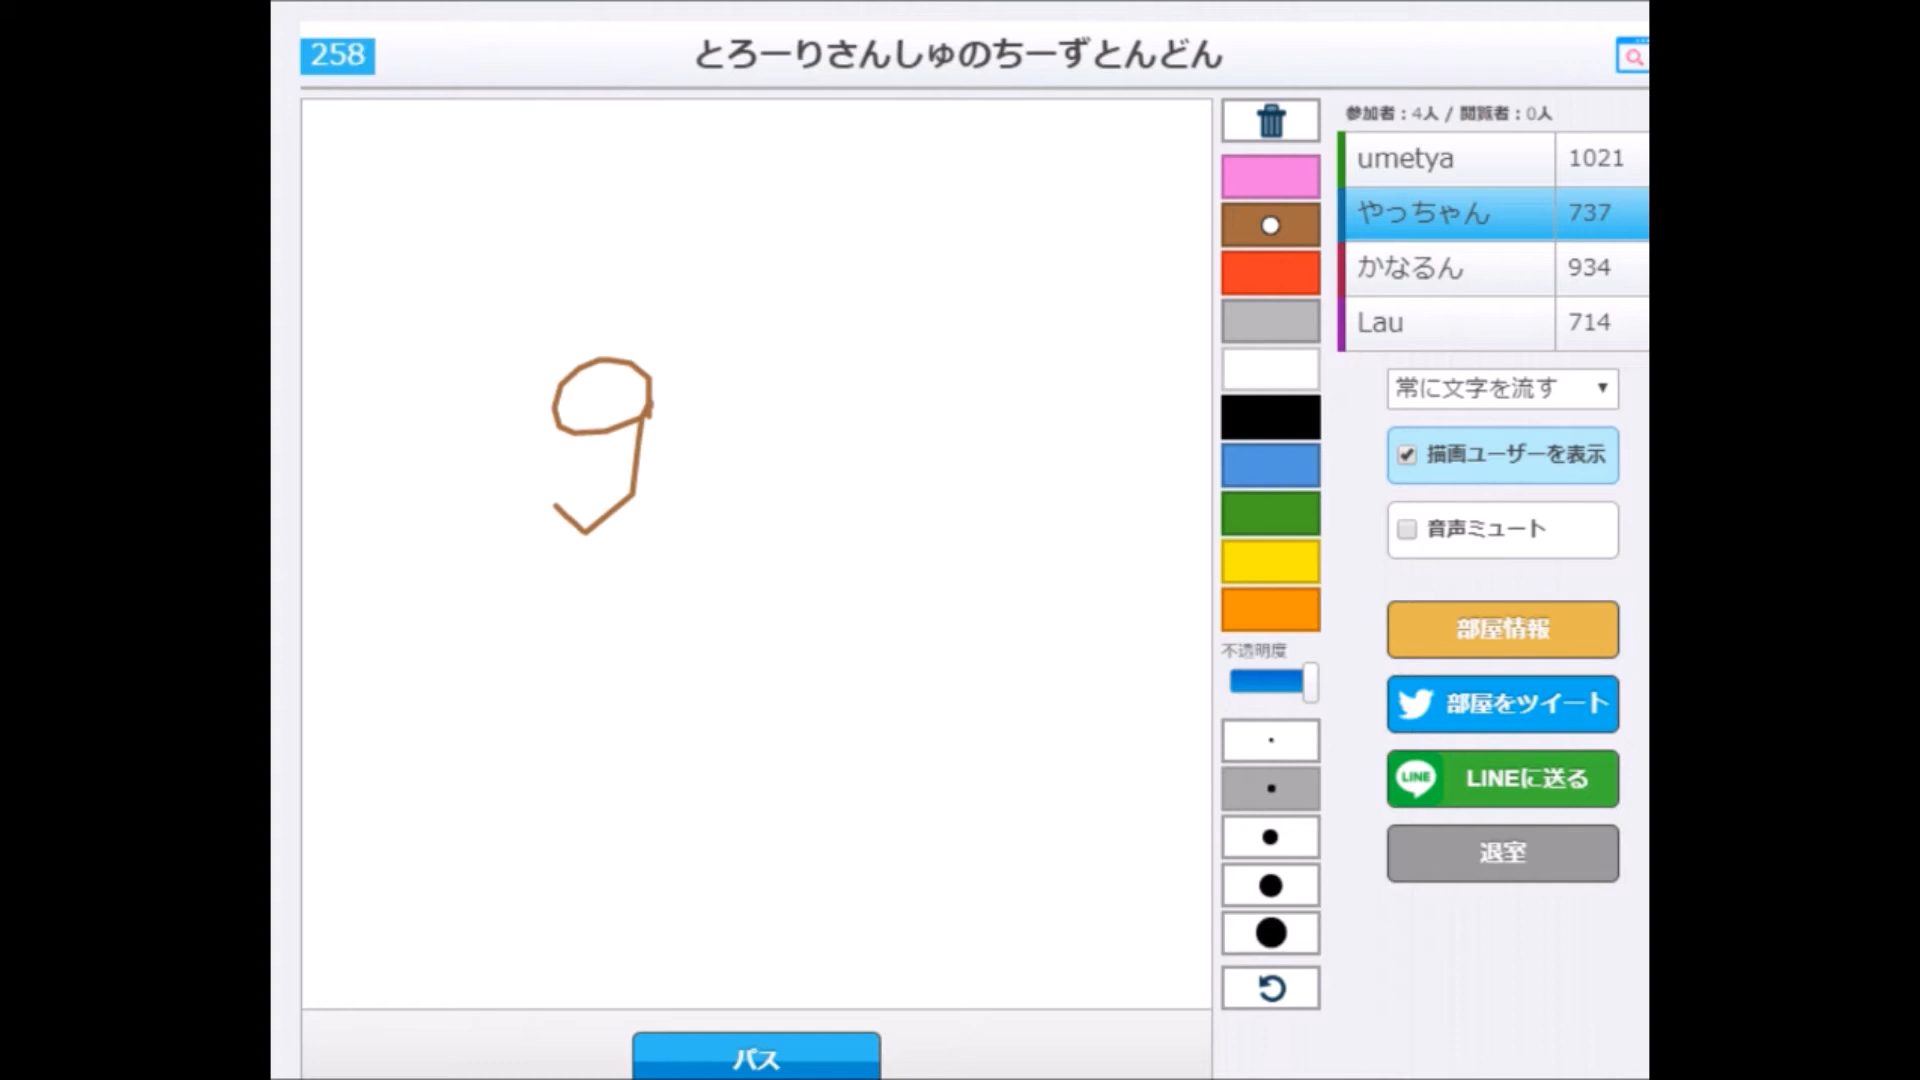 258
とろーりさんしゅのちーずとんどん
参加者：4人 / 閲覧者：0人
umetya 1021
やっちゃん 737
かなるん 934
Lau 714
常に文字を流す
描画ユーザーを表示
音声ミュート
9
不透明度
部屋情報
部屋をツイート
LINE LINEに送る
退室
パス